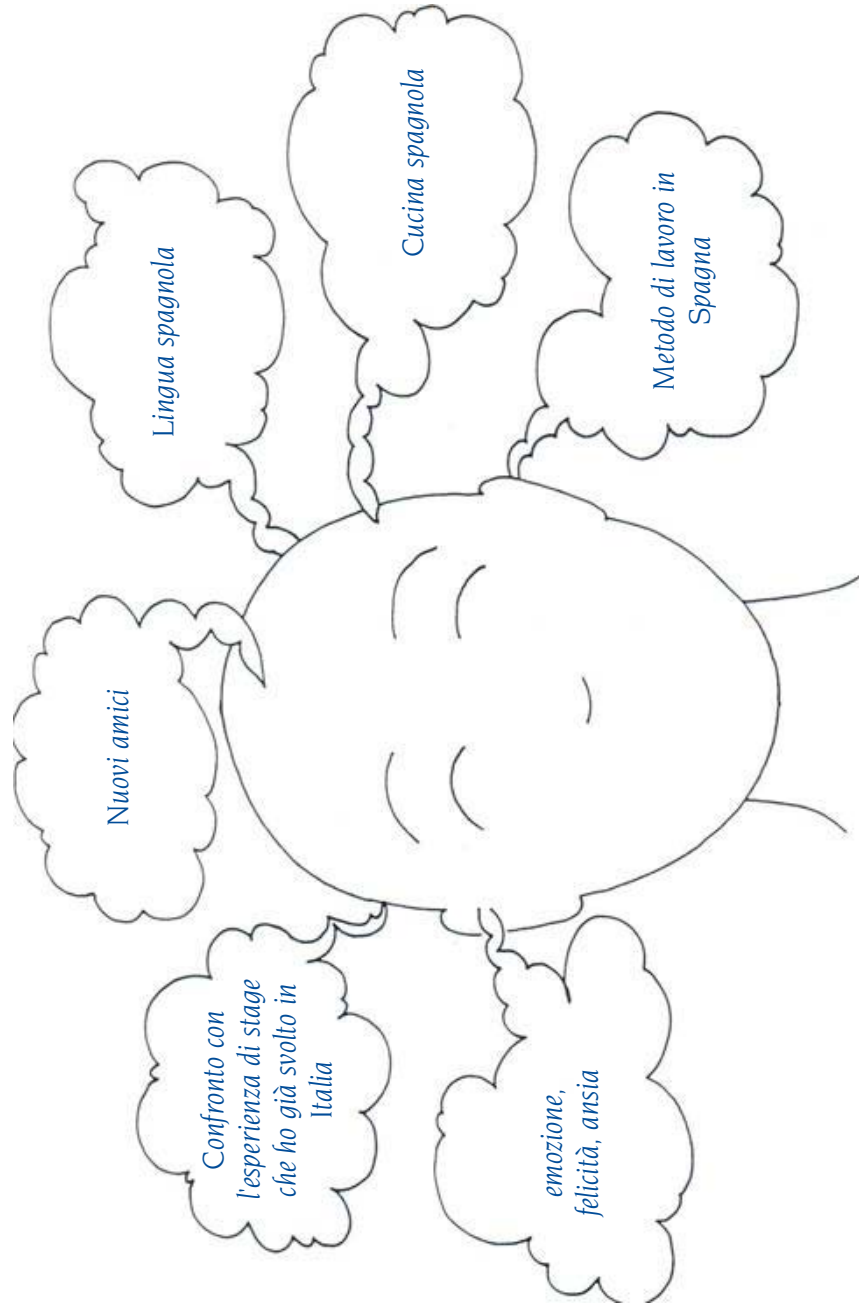 Confronto con
l'esperienza di stage
che ho già svolto in
Italia
emozione,
felicità, ansia
Nuovi amici
Lingua spagnola
Cucina spagnola
Metodo di lavoro in
Spagna